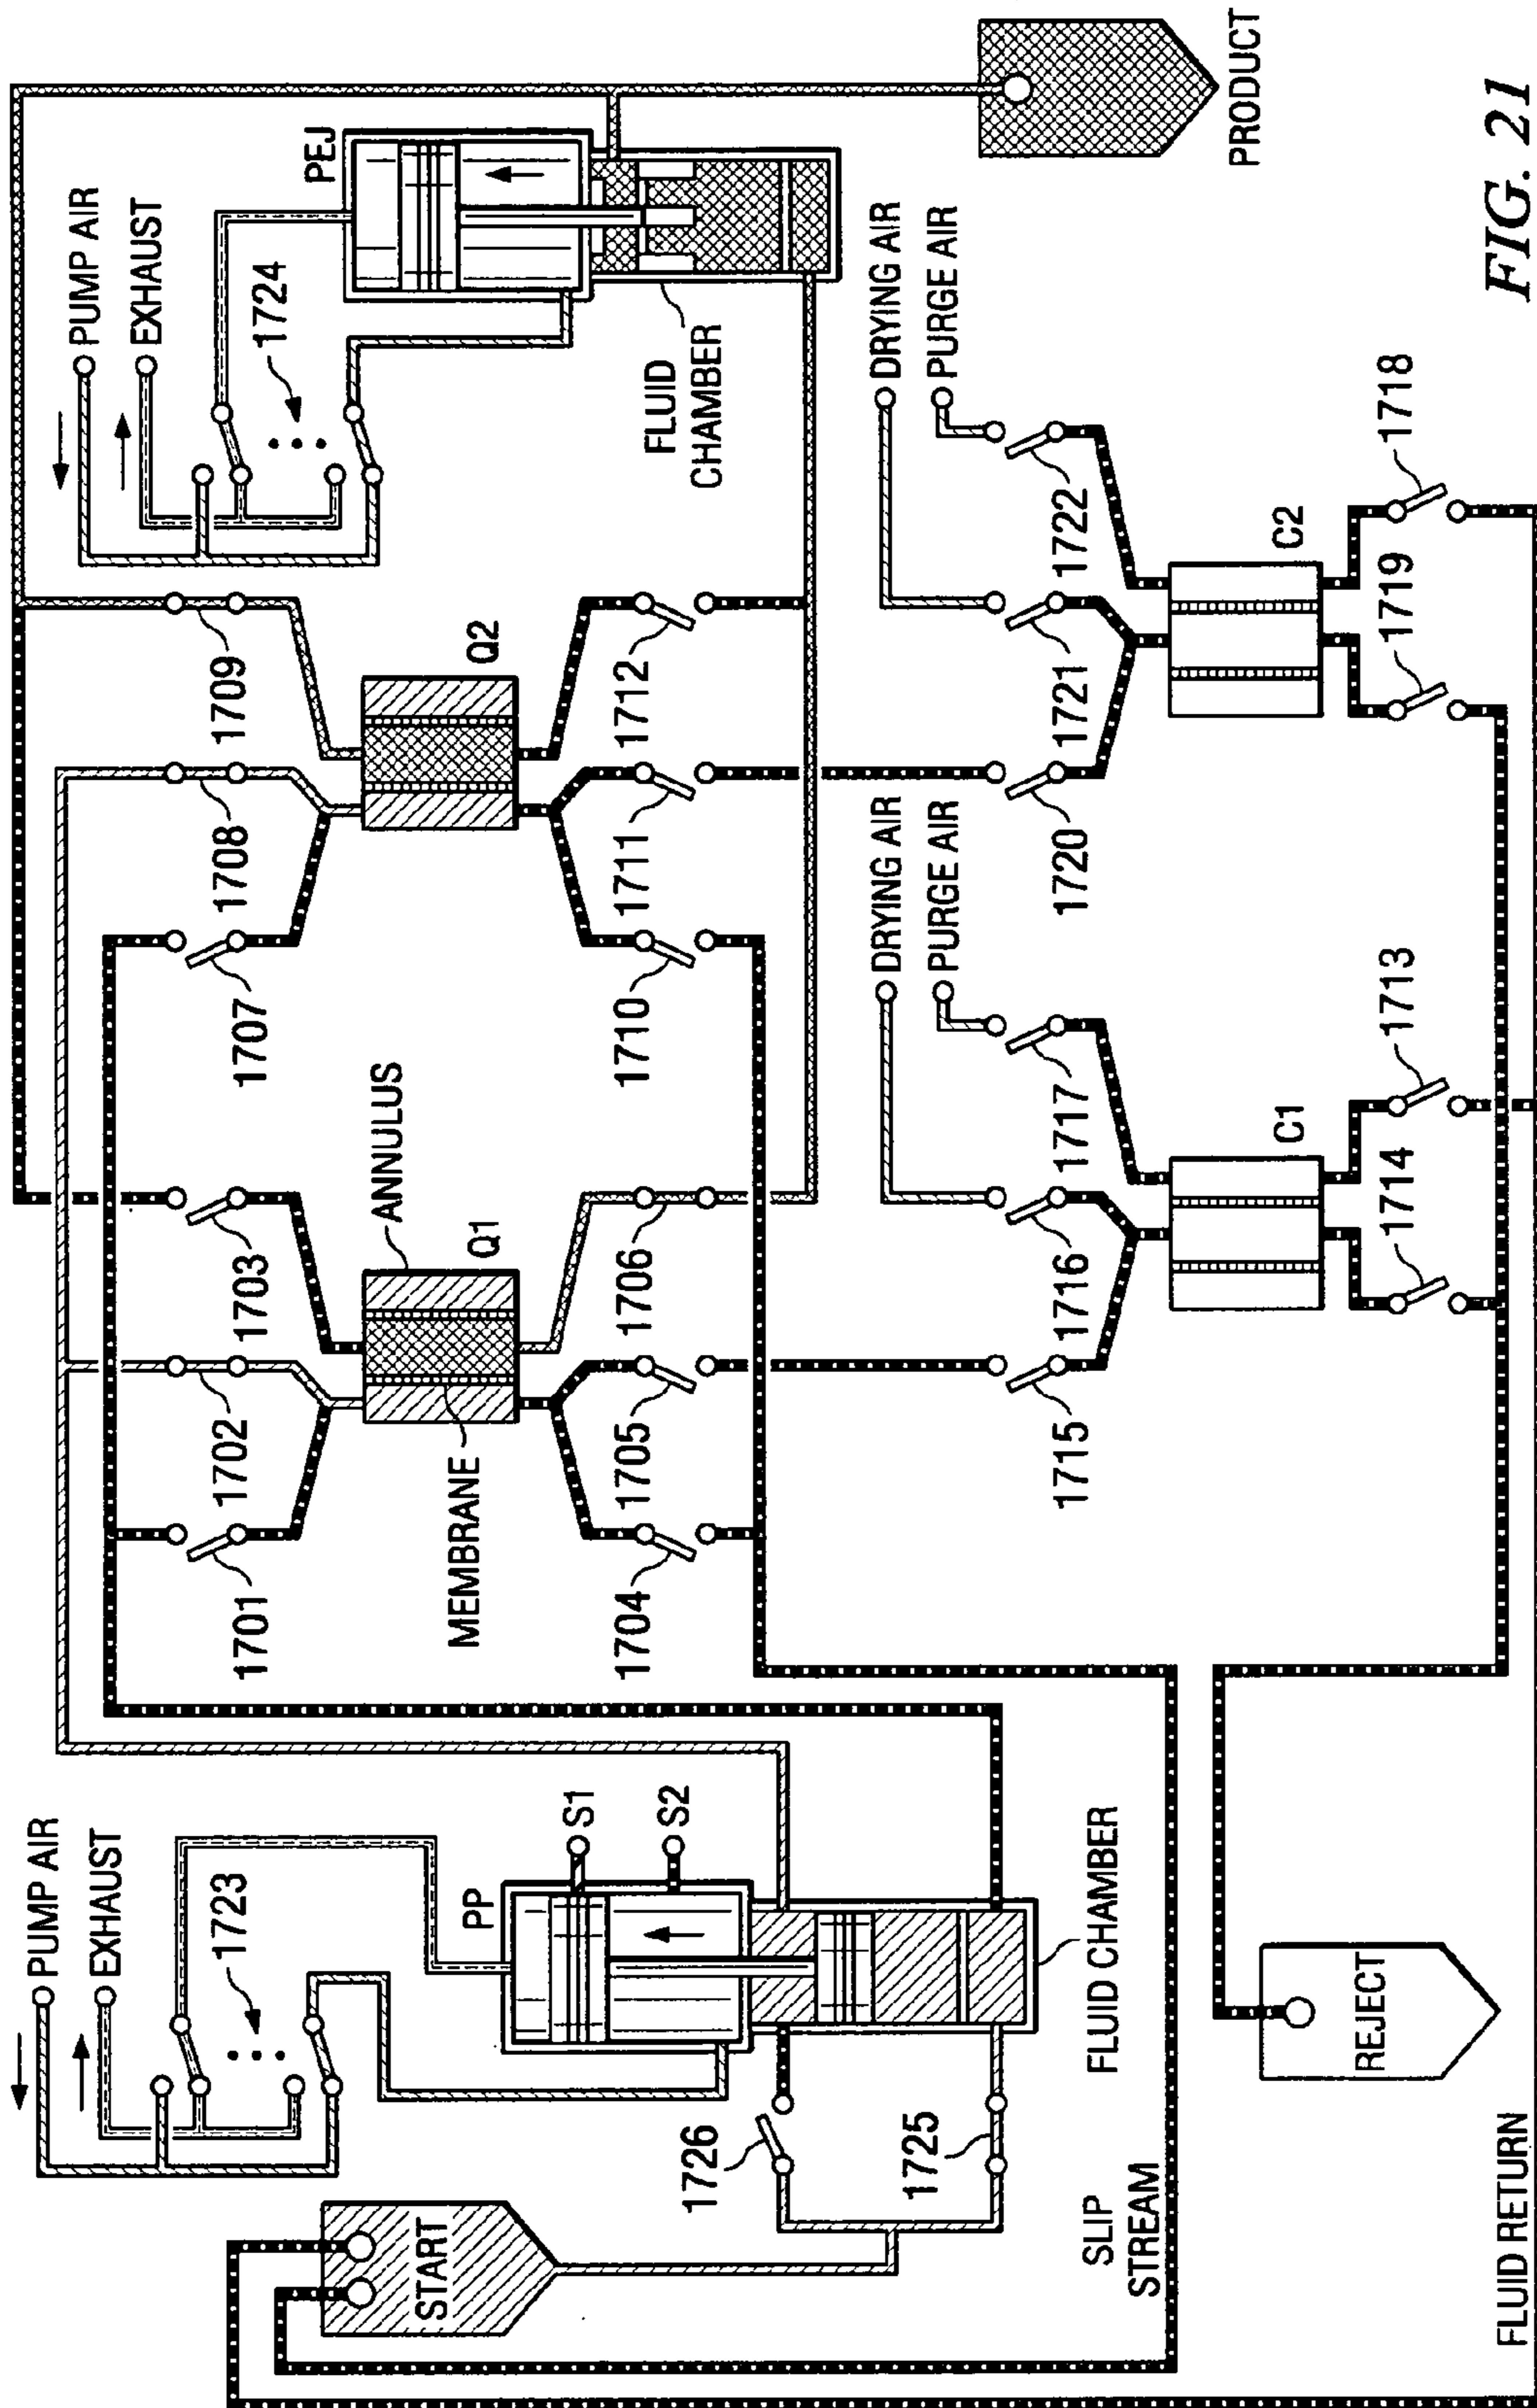 PUMP AIR
EXHAUST
1723
START
PP
S1
S2
1726
1725
FLUID CHAMBER
SLIP
STREAM
REJECT
FLUID RETURN
1701
1702
1703
ANNULUS
MEMBRANE
Q1
1704
1705
1706
1707
1708
1709
Q2
1710
1711
1712
PUMP AIR
EXHAUST
1724
PEJ
FLUID
CHAMBER
PRODUCT
DRYING AIR
PURGE AIR
1715
1716
1717
C1
1714
1713
DRYING AIR
PURGE AIR
1720
1721
1722
C2
1719
1718
FIG. 21